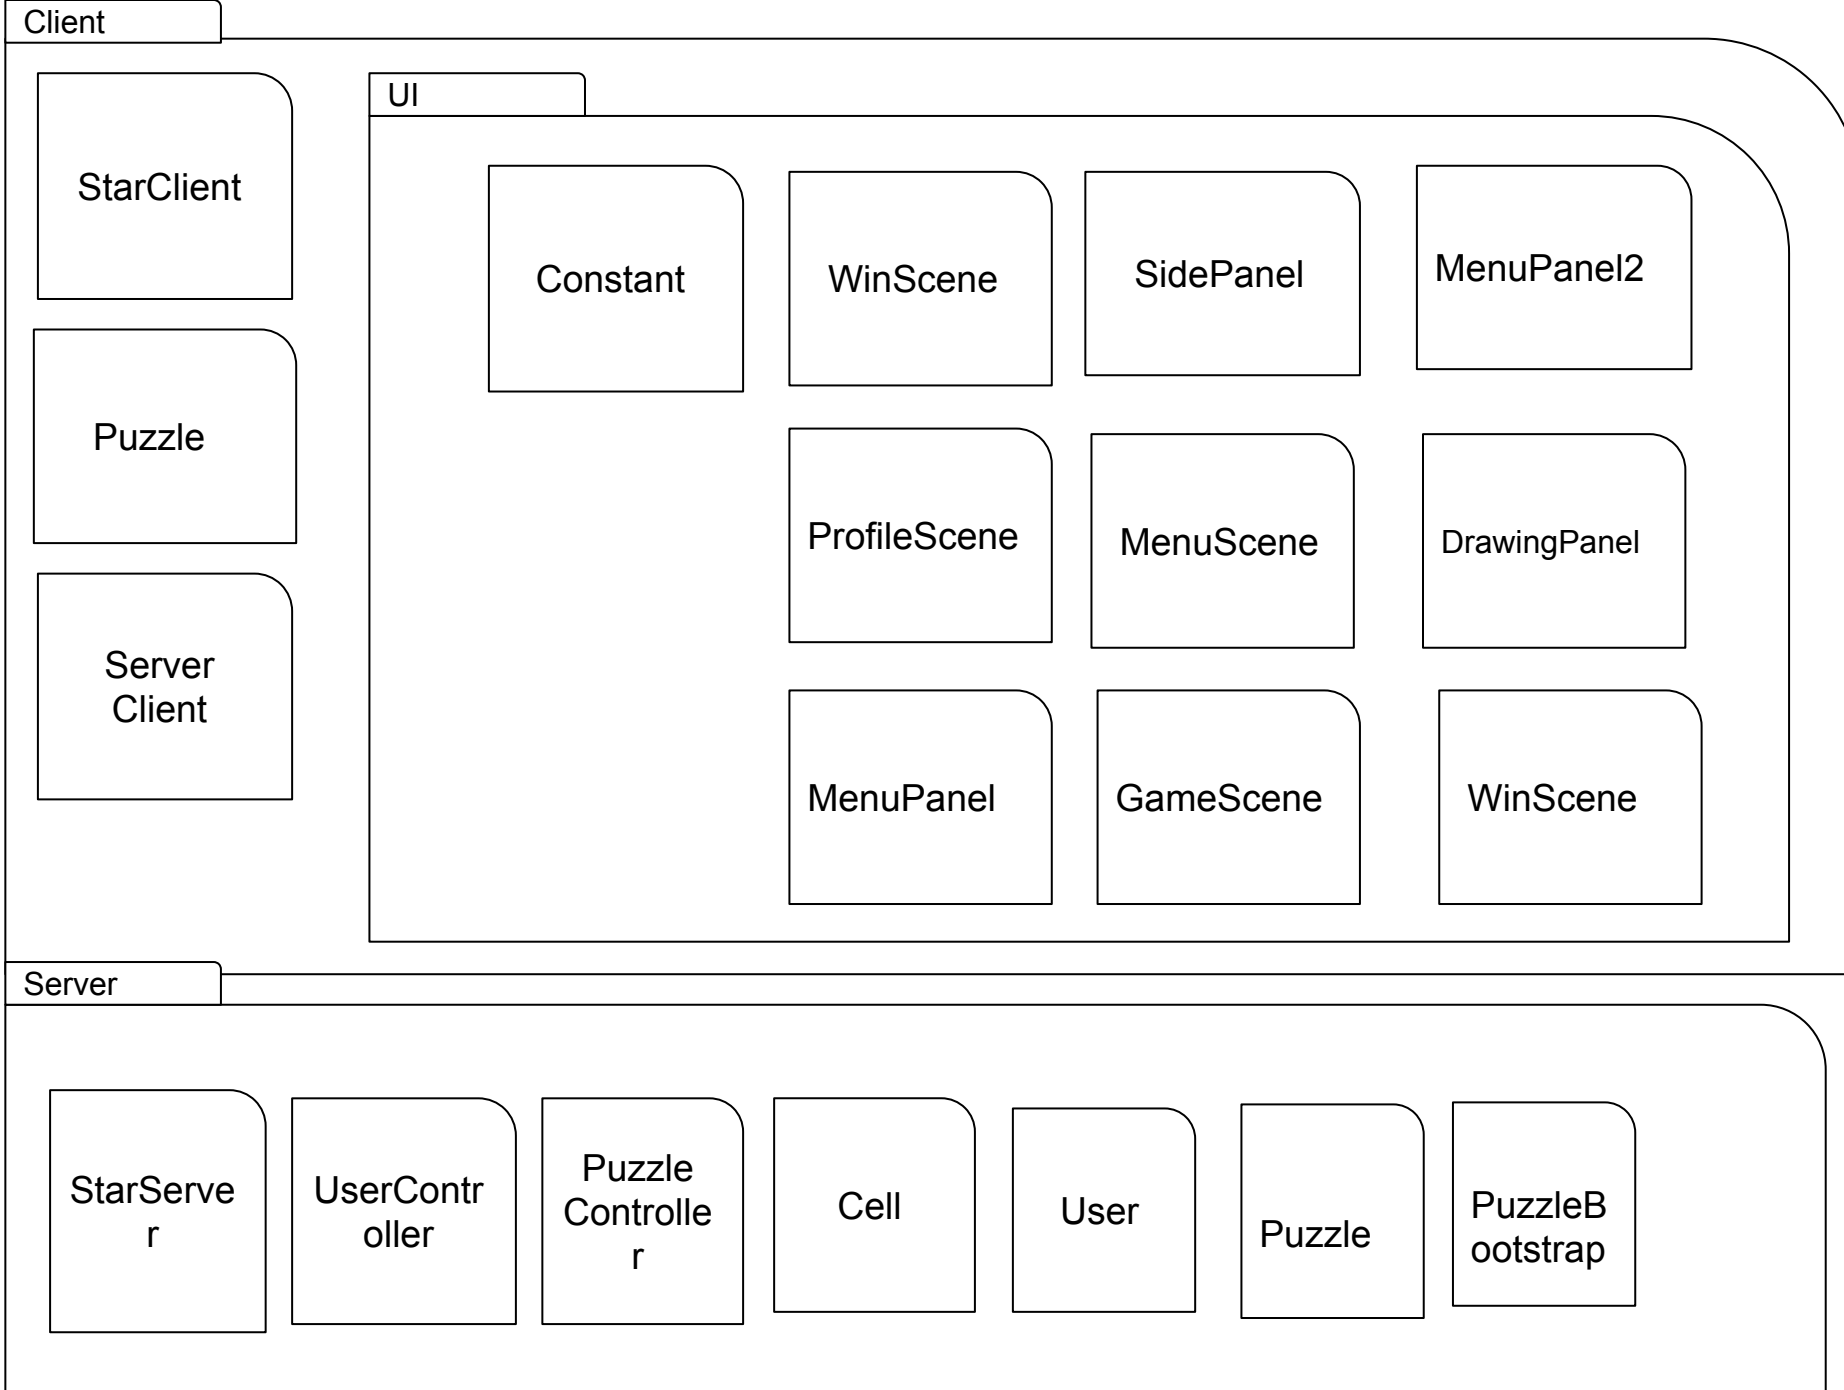 Client
StarClient
Puzzle
Server
Client
UI
Constant
WinScene
SidePanel
MenuPanel2
ProfileScene
MenuScene
DrawingPanel
MenuPanel
GameScene
WinScene
Server
StarServe
r
UserContr
oller
Puzzle
Controlle
r
Cell
User
Puzzle
PuzzleB
ootstrap